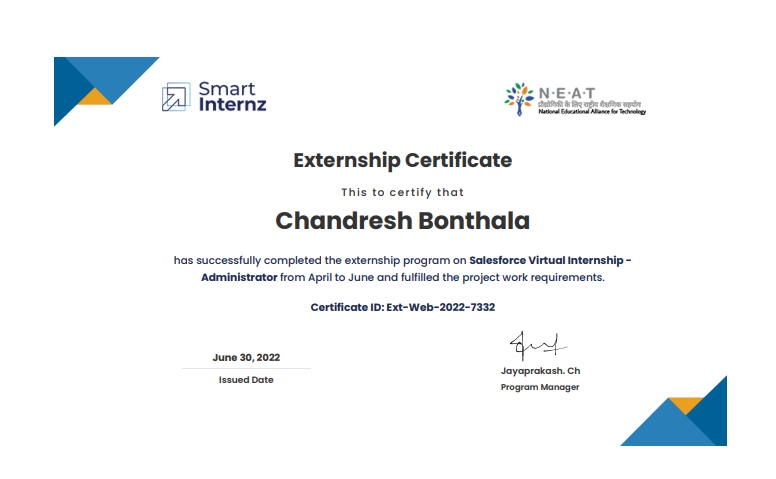 Smart
Internz
N·E·A·T
प्रौद्योगिकी के लिए राष्ट्रीय शैक्षणिक सहयोग
National Educational Alliance for Technology
Externship Certificate
This to certify that
Chandresh Bonthala
has successfully completed the externship program on Salesforce Virtual Internship -
Administrator from April to June and fulfilled the project work requirements.
Certificate ID: Ext-Web-2022-7332
June 30, 2022
Issued Date
Jayaprakash. Ch
Program Manager